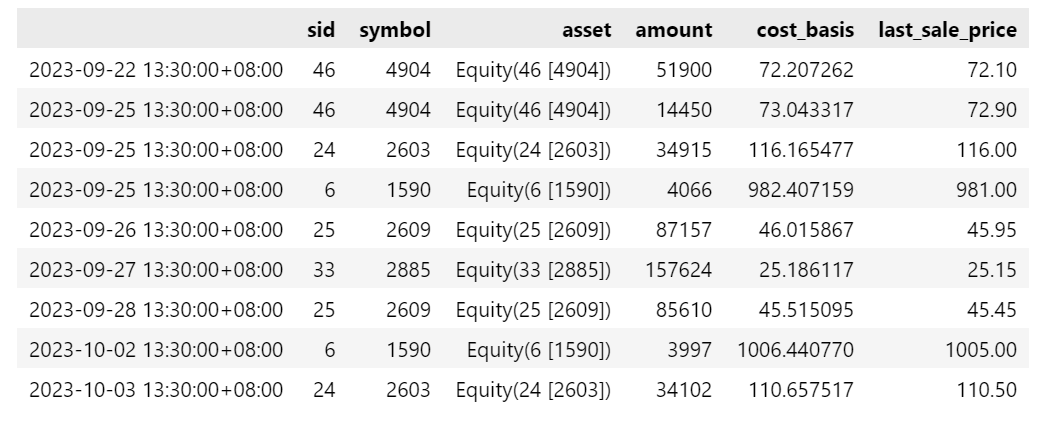 sid symbol asset amount cost_basis last_sale_price
2023-09-22 13:30:00+08:00 46 4904 Equity(46 [4904]) 51900 72.207262 72.10
2023-09-25 13:30:00+08:00 46 4904 Equity(46 [4904]) 14450 73.043317 72.90
2023-09-25 13:30:00+08:00 24 2603 Equity(24 [2603]) 34915 116.165477 116.00
2023-09-25 13:30:00+08:00 6 1590 Equity(6 [1590]) 4066 982.407159 981.00
2023-09-26 13:30:00+08:00 25 2609 Equity(25 [2609]) 87157 46.015867 45.95
2023-09-27 13:30:00+08:00 33 2885 Equity(33 [2885]) 157624 25.186117 25.15
2023-09-28 13:30:00+08:00 25 2609 Equity(25 [2609]) 85610 45.515095 45.45
2023-10-02 13:30:00+08:00 6 1590 Equity(6 [1590]) 3997 1006.440770 1005.00
2023-10-03 13:30:00+08:00 24 2603 Equity(24 [2603]) 34102 110.657517 110.50